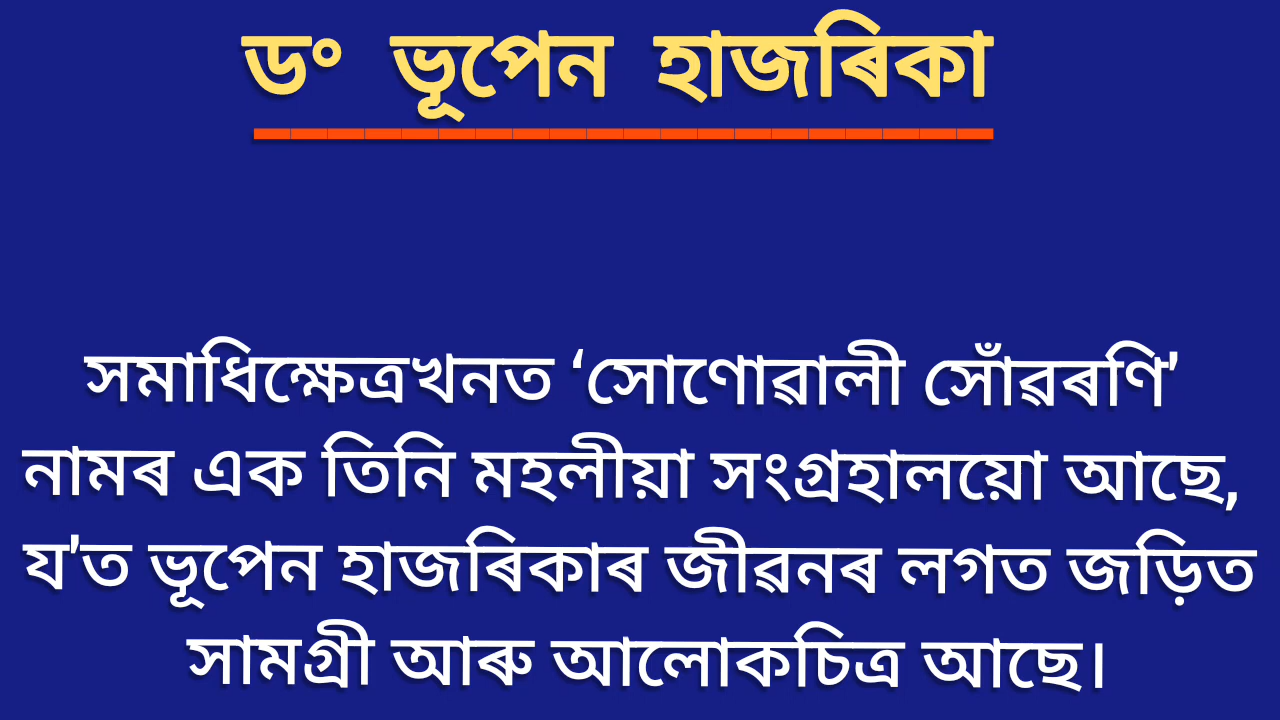 ড° ভূপেন হাজৰিকা
সমাধিক্ষেত্ৰখনত ‘সোণোৱালী সোঁৱৰণি’
নামৰ এক তিনি মহলীয়া সংগ্ৰহালয়ো আছে,
য'ত ভূপেন হাজৰিকাৰ জীৱনৰ লগত জড়িত
সামগ্ৰী আৰু আলোকচিত্ৰ আছে।